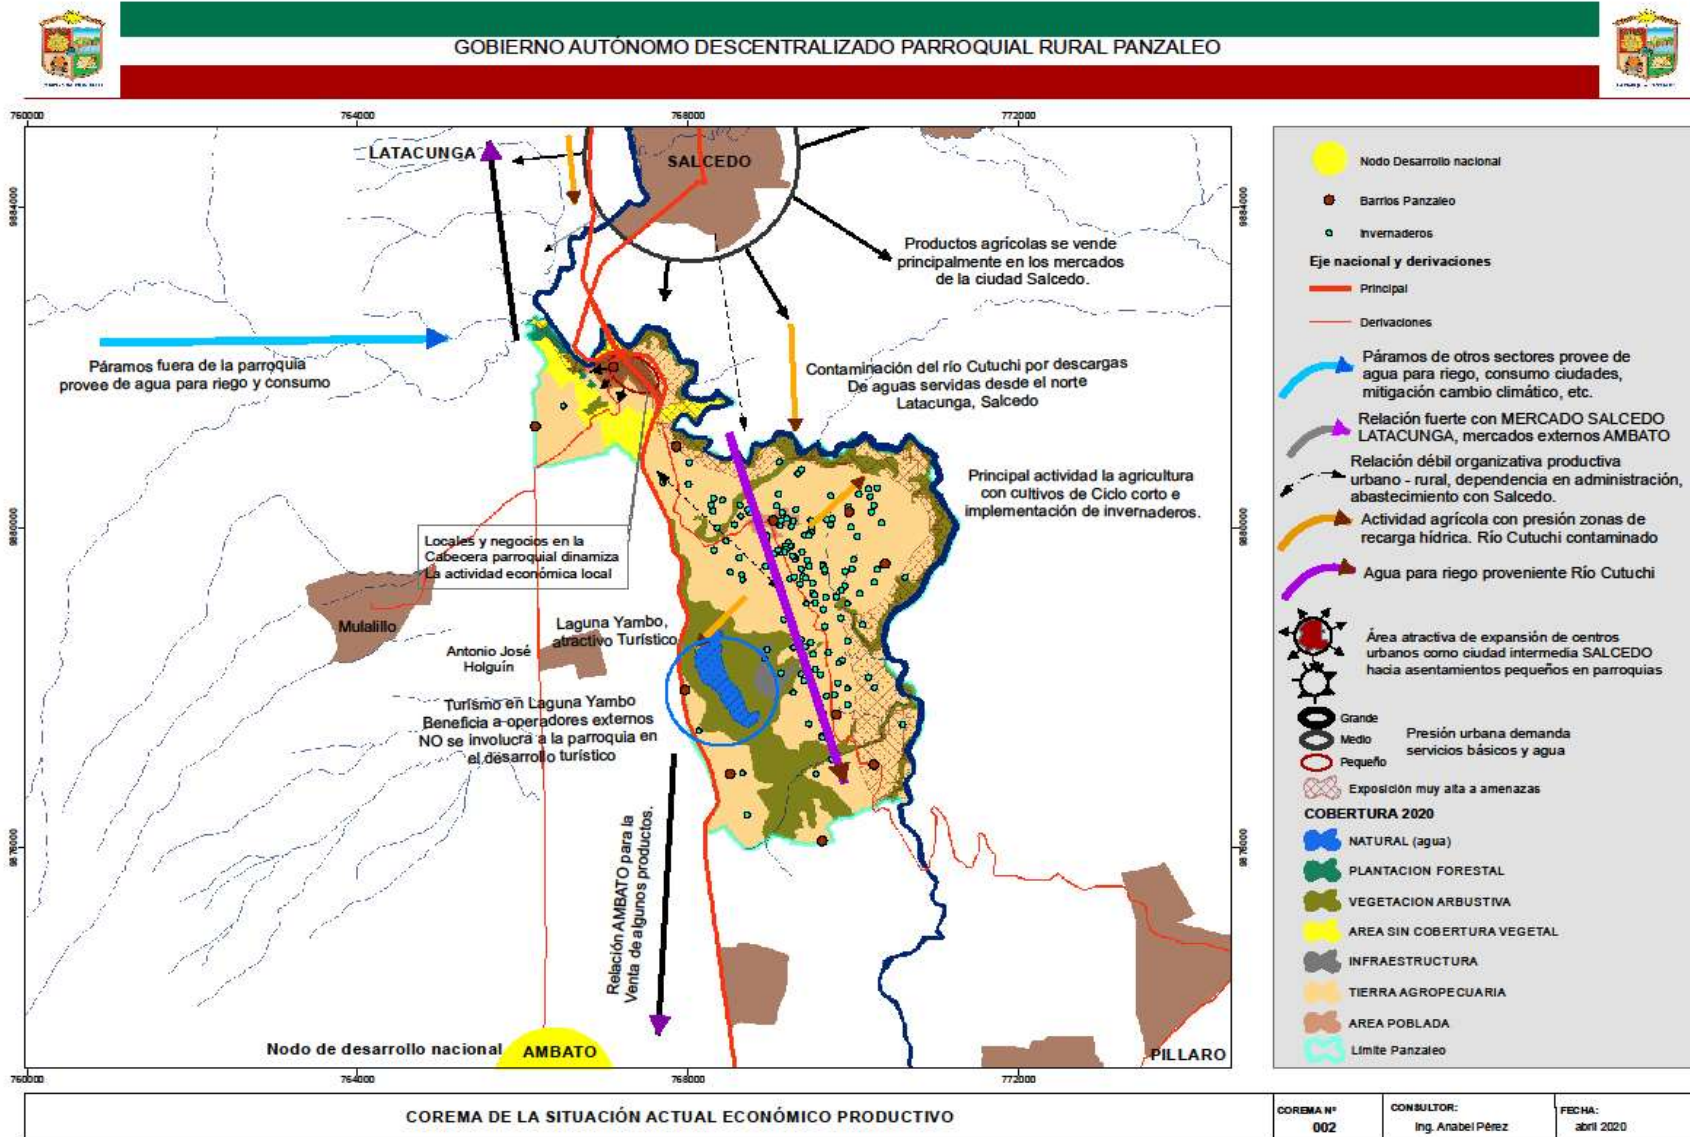 GOBIERNO AUTÓNOMO DESCENTRALIZADO PARROQUIAL RURAL PANZALEO
760000
764000
768000
772000
9884000
9880000
9876000
9884000
9880000
9876000
760000
764000
768000
772000
LATACUNGA
SALCEDO
Productos agrícolas se vende
principalmente en los mercados
de la ciudad Salcedo.
Páramos fuera de la parroquia
provee de agua para riego y consumo
Contaminación del río Cutuchi por descargas
De aguas servidas desde el norte
Latacunga, Salcedo
Principal actividad la agricultura
con cultivos de Ciclo corto e
implementación de invernaderos.
Locales y negocios en la
Cabecera parroquial dinamiza
La actividad económica local
Mulalillo
Antonio José
Holguín
Laguna Yambo,
atractivo Turístico
Turismo en Laguna Yambo
Beneficia a operadores externos
NO se involucra a la parroquia en
el desarrollo turístico
Relación AMBATO para la
Venta de algunos productos.
Nodo de desarrollo nacional
AMBATO
PILLARO
Nodo Desarrollo nacional
Barrios Panzaleo
Invernaderos
Eje nacional y derivaciones
Principal
Derivaciones
Páramos de otros sectores provee de
agua para riego, consumo ciudades,
mitigación cambio climático, etc.
Relación fuerte con MERCADO SALCEDO
LATACUNGA, mercados externos AMBATO
Relación débil organizativa productiva
urbano - rural, dependencia en administración,
abastecimiento con Salcedo.
Actividad agrícola con presión zonas de
recarga hídrica. Río Cutuchi contaminado
Agua para riego proveniente Río Cutuchi
Área atractiva de expansión de centros
urbanos como ciudad intermedia SALCEDO
hacia asentamientos pequeños en parroquias
Grande
Medio
Pequeño
Presión urbana demanda
servicios básicos y agua
Exposición muy alta a amenazas
COBERTURA 2020
NATURAL (agua)
PLANTACION FORESTAL
VEGETACION ARBUSTIVA
AREA SIN COBERTURA VEGETAL
INFRAESTRUCTURA
TIERRA AGROPECUARIA
AREA POBLADA
Límite Panzaleo
COREMA DE LA SITUACIÓN ACTUAL ECONÓMICO PRODUCTIVO
COREMA Nº
002
CONSULTOR:
Ing. Anabel Pérez
FECHA:
abril 2020